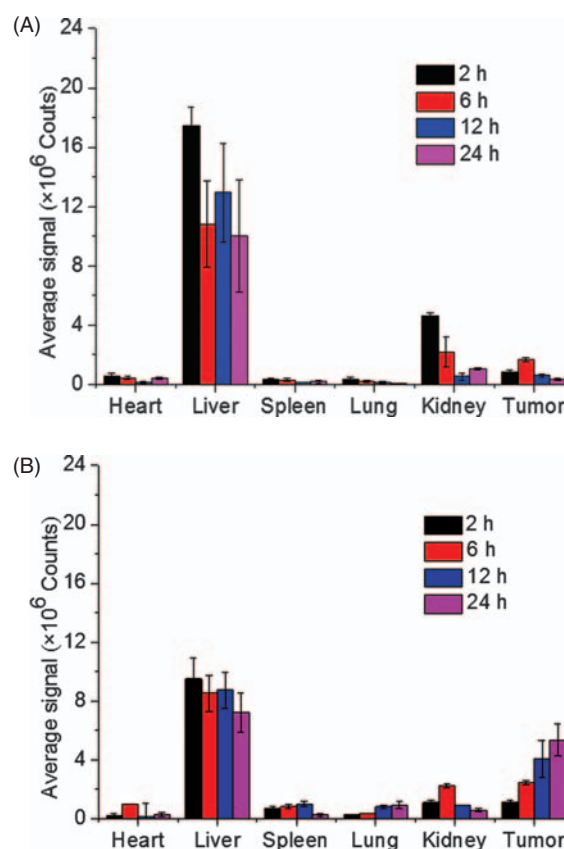 (A)
24
20
16
12
8
4
0
Average signal (×10⁶ Couts)
2 h
6 h
12 h
24 h
Heart Liver Spleen Lung Kidney Tumor
(B)
24
20
16
12
8
4
0
Average signal (×10⁶ Counts)
2 h
6 h
12 h
24 h
Heart Liver Spleen Lung Kidney Tumor